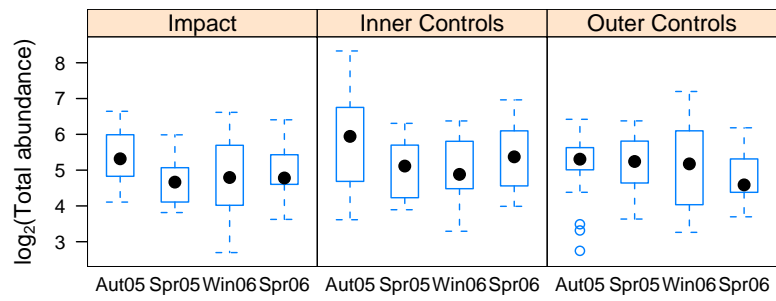 Impact Inner Controls Outer Controls
8
7
6
5
4
3
log₂(Total abundance)
Aut05 Spr05 Win06 Spr06 Aut05 Spr05 Win06 Spr06 Aut05 Spr05 Win06 Spr06